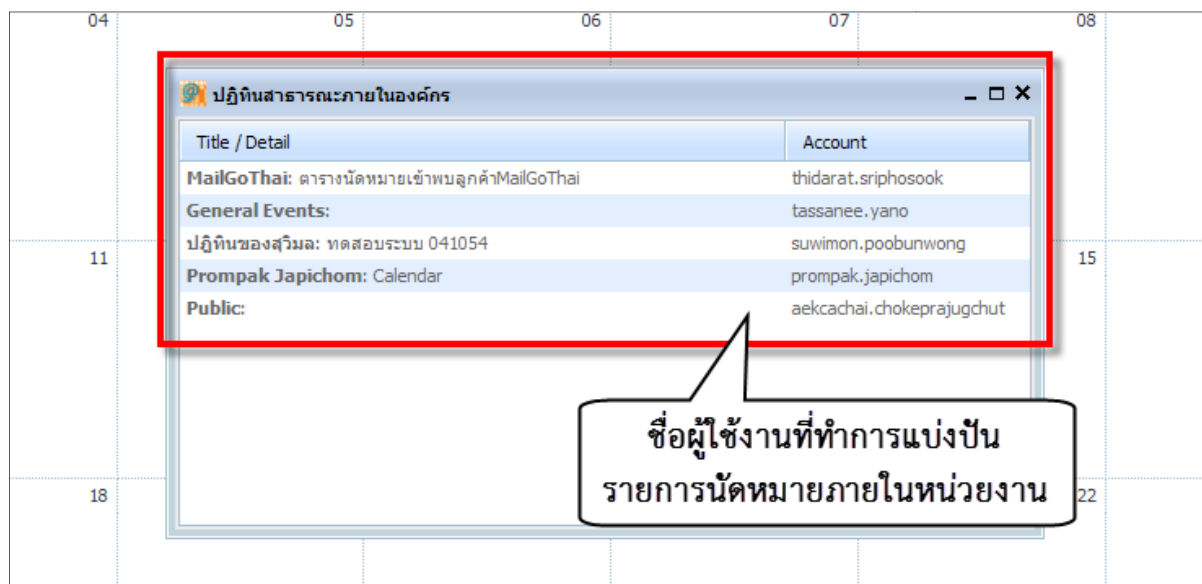 04 05 06 07 08
ปฏิทินสาธารณะภายในองค์กร
Title / Detail Account
MailGoThai: ตารางนัดหมายเข้าพบลูกค้าMailGoThai thidarat.sriphosook
General Events: tassanee.yano
ปฏิทินของสุวิมล: ทดสอบระบบ 041054 suwimon.poobunwong
11 15
Prompak Japichom: Calendar prompak.japichom
Public: aekcachai.chokeprajugchut
ชื่อผู้ใช้งานที่ทำการแบ่งปัน
รายการนัดหมายภายในหน่วยงาน
18 22